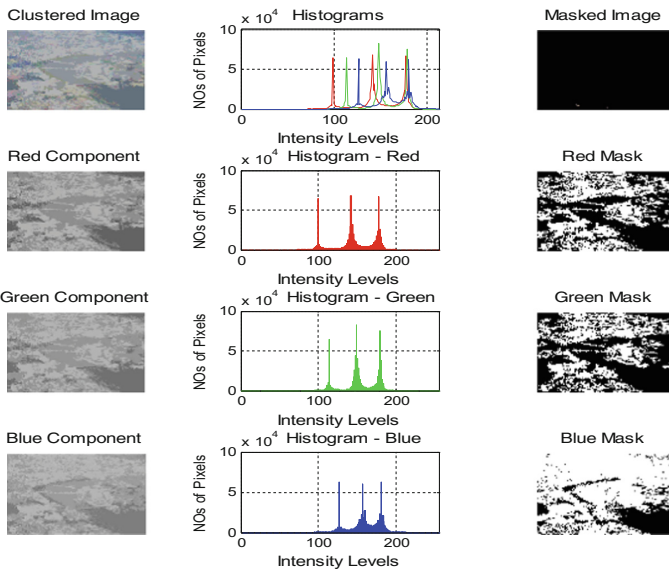 Clustered Image
Histograms
Masked Image
x 10⁴
NOs of Pixels
10
5
0
100
200
Intensity Levels
Red Component
Histogram - Red
Red Mask
x 10⁴
NOs of Pixels
10
5
0
0
100
200
Intensity Levels
Green Component
Histogram - Green
Green Mask
x 10⁴
NOs of Pixels
10
5
0
0
100
200
Intensity Levels
Blue Component
Histogram - Blue
Blue Mask
x 10⁴
NOs of Pixels
10
5
0
0
100
200
Intensity Levels